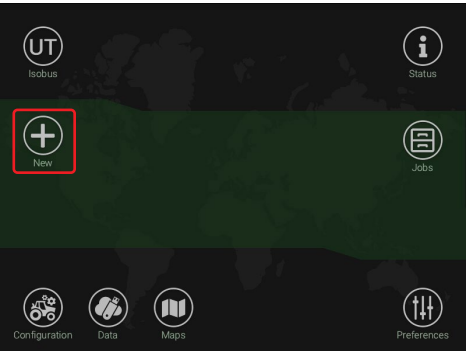 UT
Isobus
Status
New
Jobs
Configuration
Data
Maps
Preferences